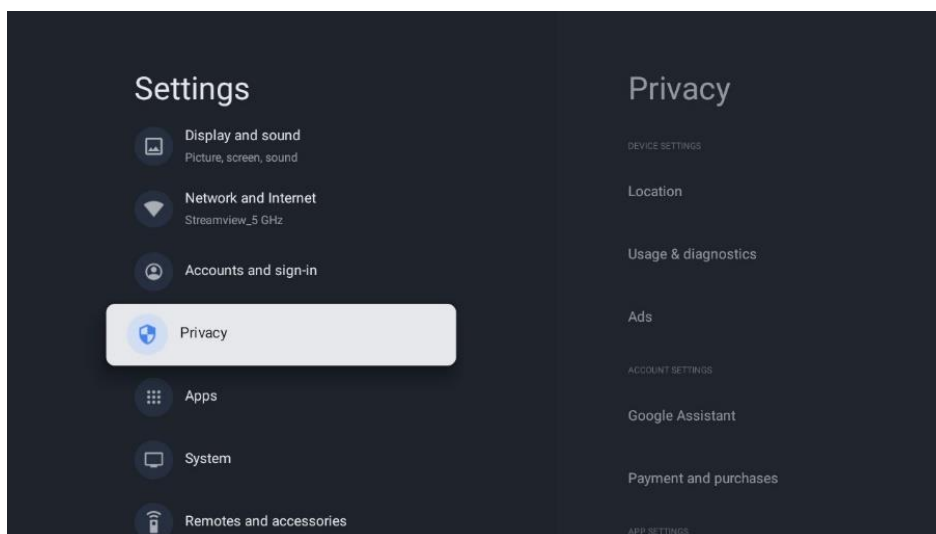 Settings
Display and sound
Picture, screen, sound
Network and Internet
Streamview_5 GHz
Accounts and sign-in
Privacy
Apps
System
Remotes and accessories
Privacy
DEVICE SETTINGS
Location
Usage & diagnostics
Ads
ACCOUNT SETTINGS
Google Assistant
Payment and purchases
APP SETTINGS